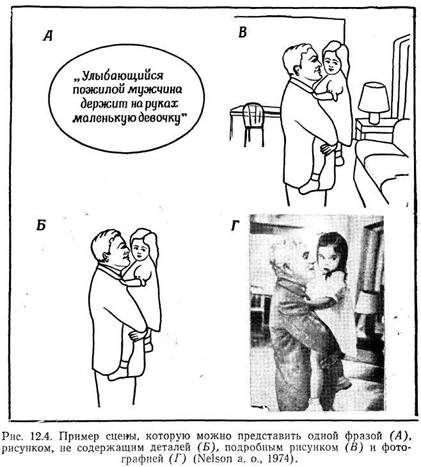 А
„Улыбающийся
пожилой мужчина
держит на руках
маленькую девочку”
В
Б
Г
Рис. 12.4. Пример сцены, которую можно представить одной фразой (А),
рисунком, не содержащим деталей (Б), подробным рисунком (В) и фото-
графией (Г) (Nelson a. o., 1974).